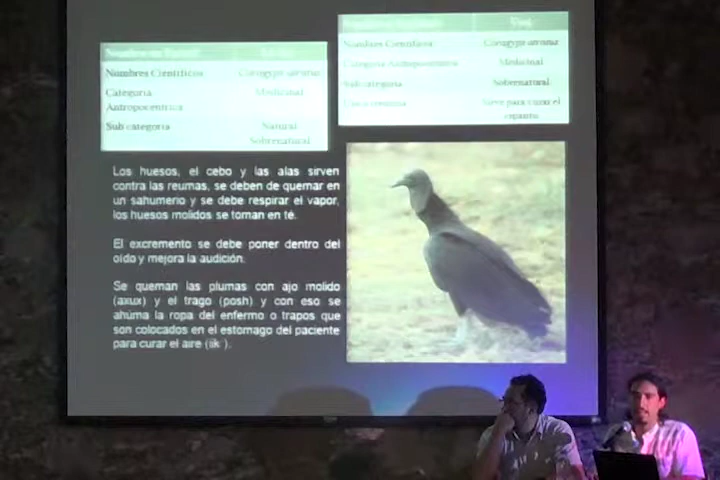 Nombres Científicos Coragyps atratus
Categoría Medicinal
Antropocéntrica
Sub categoría Natural
Sobrenatural
Nombres Científicos Coragyps atratus
Categoría Antropocéntrica Medicinal
Subcategoría Sobrenatural
Sirve para curar el
espanto
Los huesos, el cebo y las alas sirven
contra las reumas, se deben de quemar en
un sahumerio y se debe respirar el vapor,
los huesos molidos se toman en té.
El excremento se debe poner dentro del
oído y mejora la audición.
Se queman las plumas con ajo molido
(axux) y el trago (posh) y con eso se
ahúma la ropa del enfermo o trapos que
son colocados en el estomago del paciente
para curar el aire (iik´).